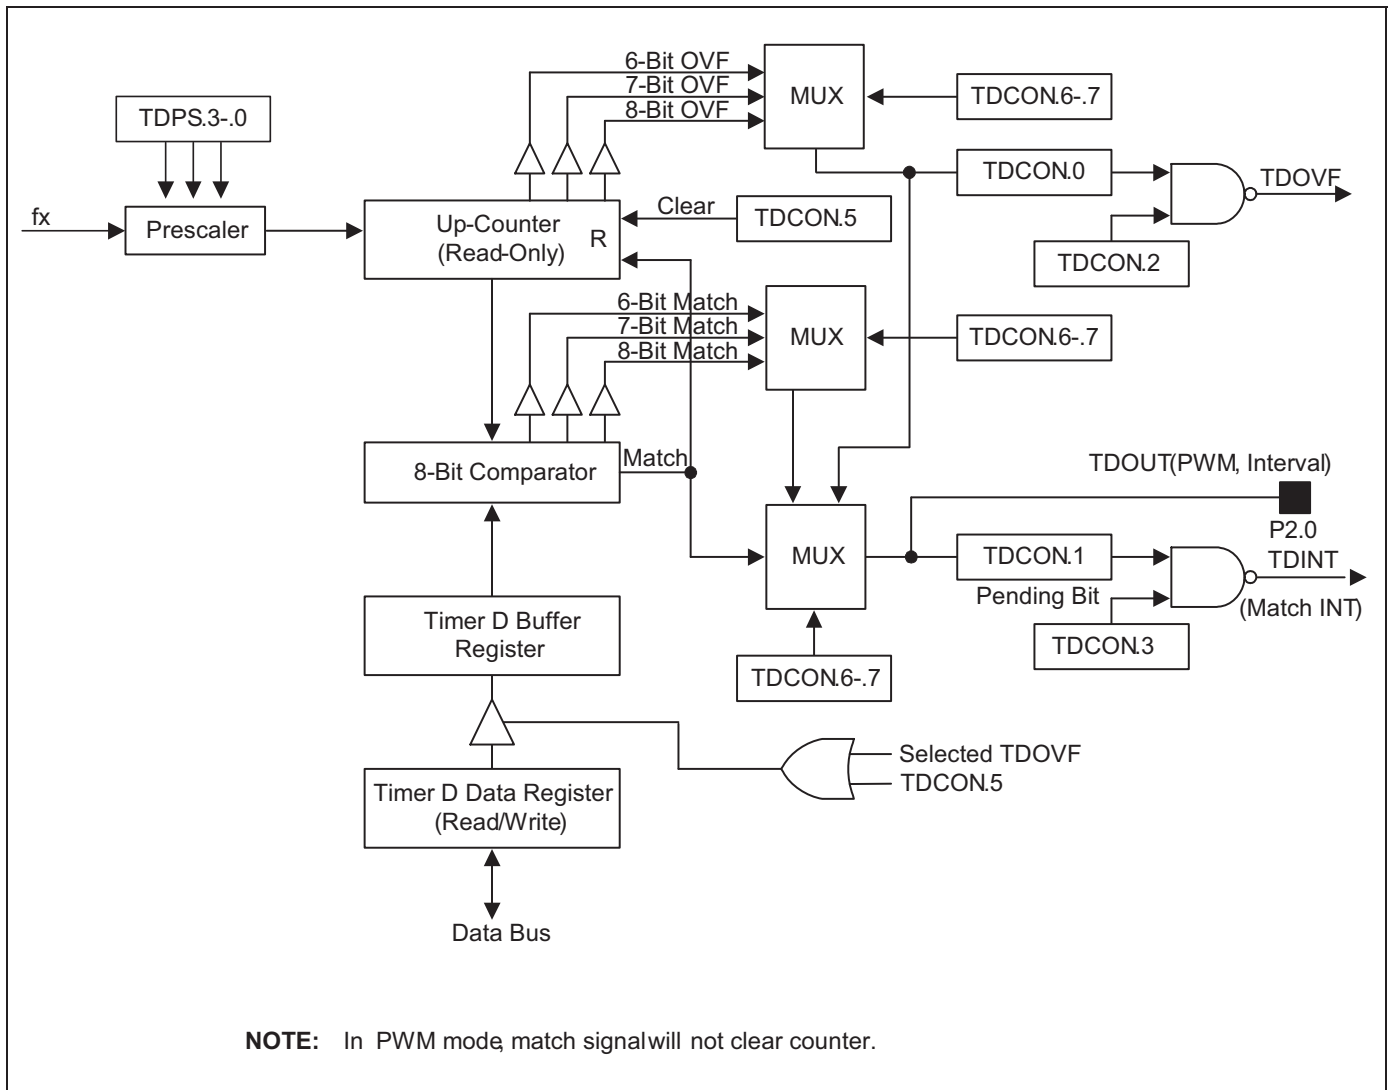 6-Bit OVF
7-Bit OVF
8-Bit OVF
MUX
TDCON.6-.7
TDPS.3-.0
TDCON.0
TDOVF
fx
Prescaler
Up-Counter
(Read-Only)
R
Clear
TDCON.5
TDCON.2
6-Bit Match
7-Bit Match
8-Bit Match
MUX
TDCON.6-.7
8-Bit Comparator
Match
TDOUT(PWM, Interval)
P2.0
MUX
TDCON.1
Pending Bit
TDINT
(Match INT)
TDCON.3
Timer D Buffer
Register
TDCON.6-.7
Selected TDOVF
TDCON.5
Timer D Data Register
(Read/Write)
Data Bus
NOTE: In PWM mode, match signal will not clear counter.